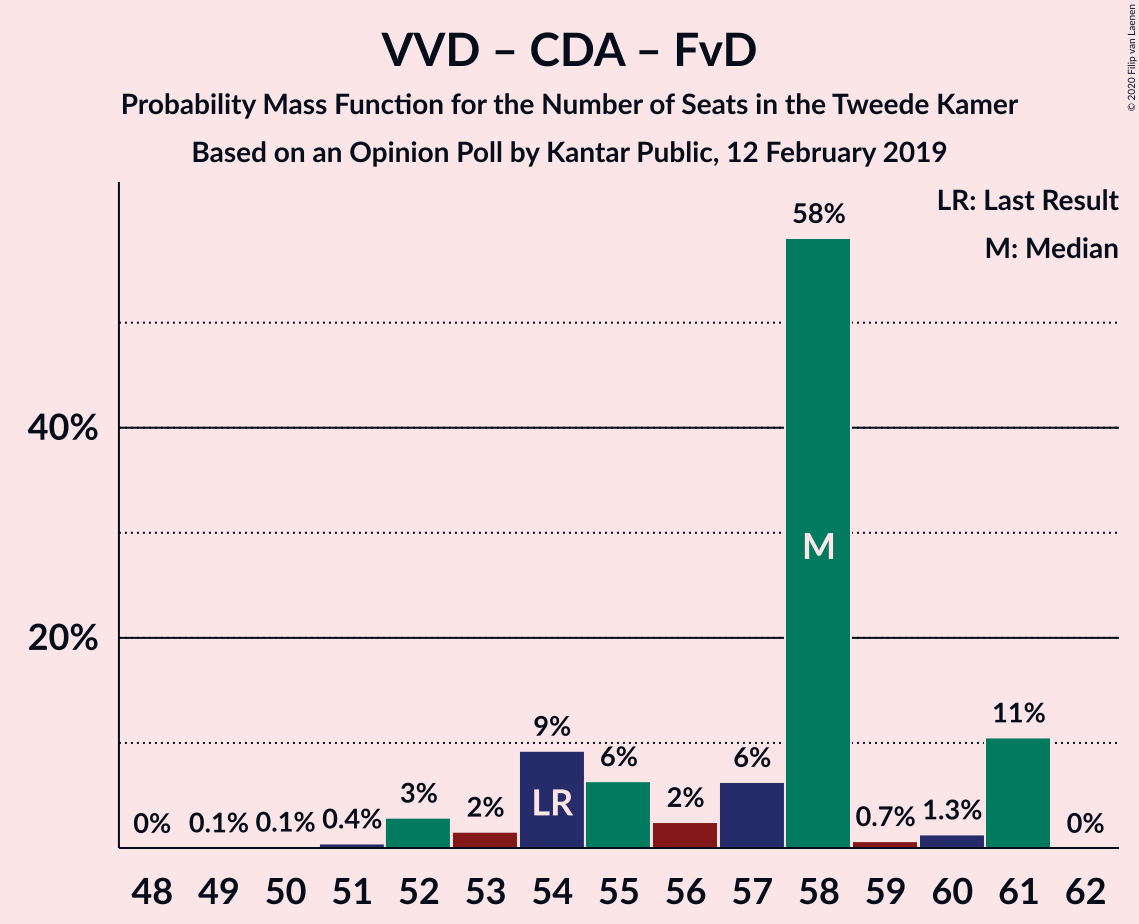 VVD – CDA – FvD
Probability Mass Function for the Number of Seats in the Tweede Kamer
Based on an Opinion Poll by Kantar Public, 12 February 2019
© 2020 Filip van Laenen
LR: Last Result
M: Median
40%
20%
0% 0.1% 0.1% 0.4% 3% 2% 9% 6% 2% 6% 58% 0.7% 1.3% 11% 0%
LR
M
48 49 50 51 52 53 54 55 56 57 58 59 60 61 62